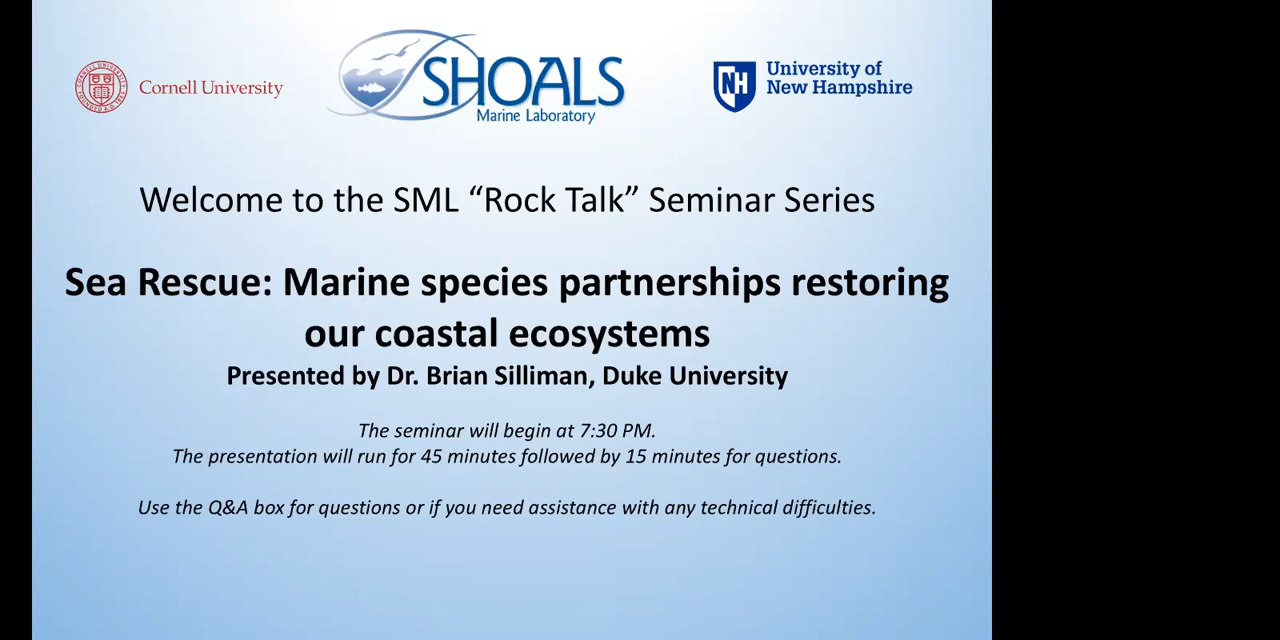 Cornell University
SHOALS
Marine Laboratory
NH
University of
New Hampshire
Welcome to the SML “Rock Talk” Seminar Series
Sea Rescue: Marine species partnerships restoring
our coastal ecosystems
Presented by Dr. Brian Silliman, Duke University
The seminar will begin at 7:30 PM.
The presentation will run for 45 minutes followed by 15 minutes for questions.
Use the Q&A box for questions or if you need assistance with any technical difficulties.